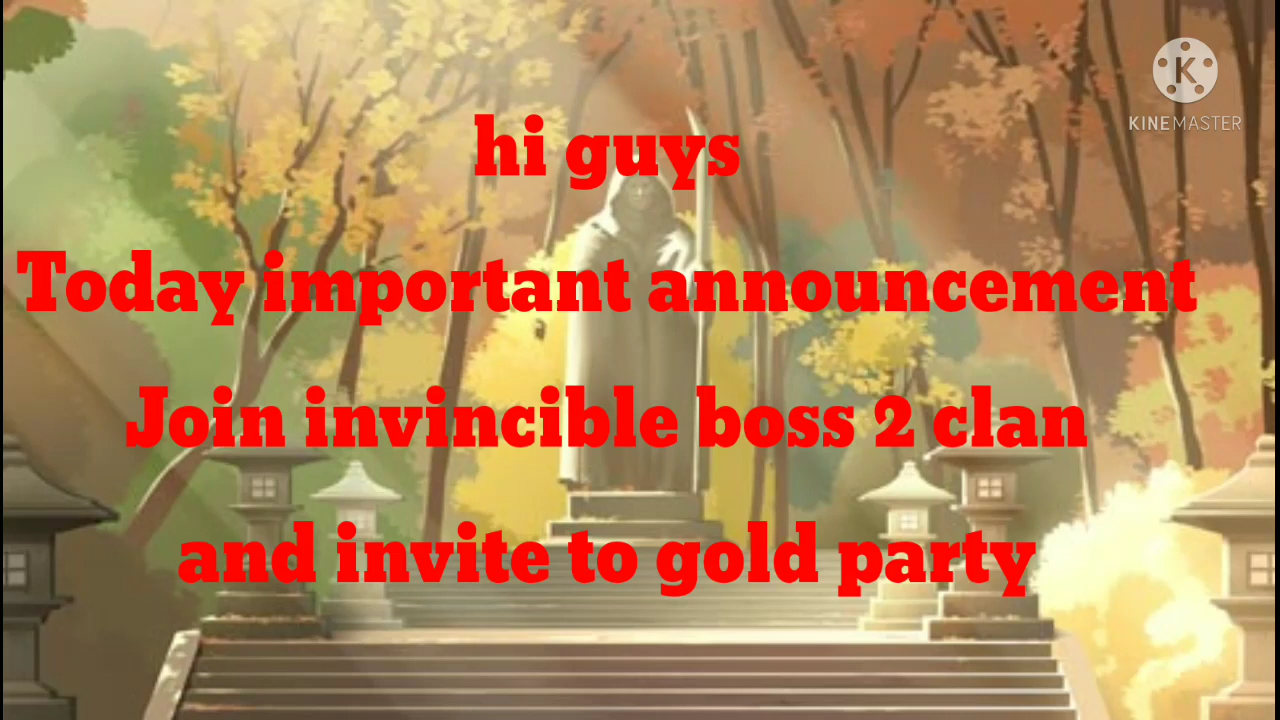 KINEMASTER
hi guys
Today important announcement
Join invincible boss 2 clan
and invite to gold party